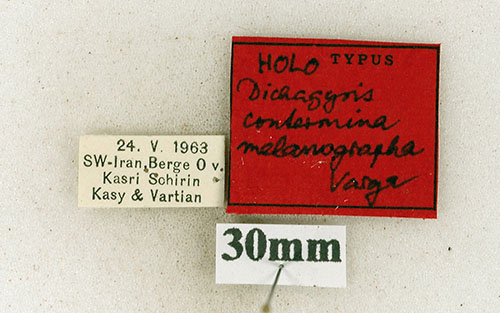 24. V. 1963
SW-Iran, Berge O v.
Kasri Schirin
Kasy & Vartian
HOLO TYPUS
Dichagyris
contermina
melanographa
Varga
30mm